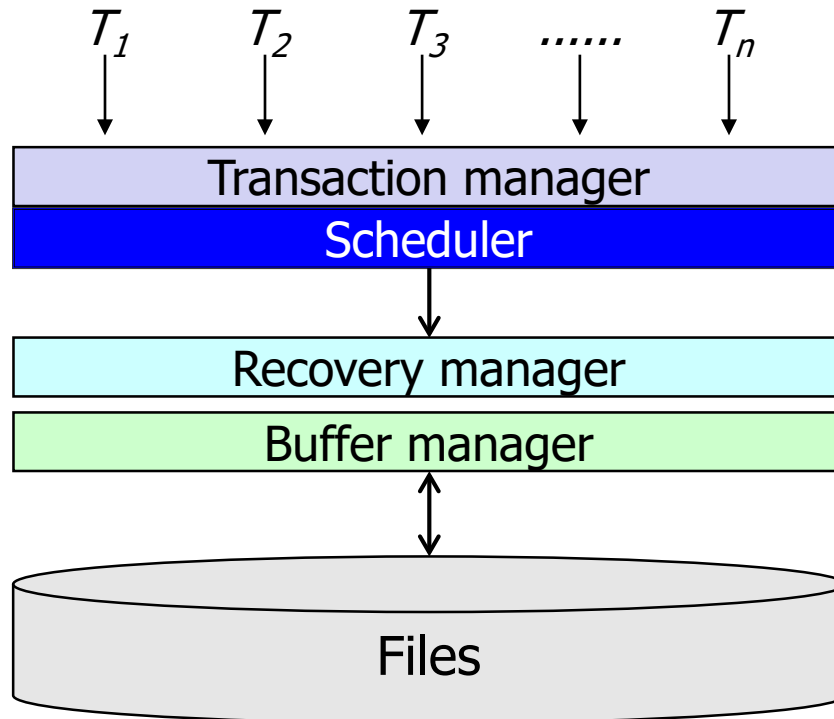 T1 T2 T3 ...... Tn
Transaction manager
Scheduler
Recovery manager
Buffer manager
Files